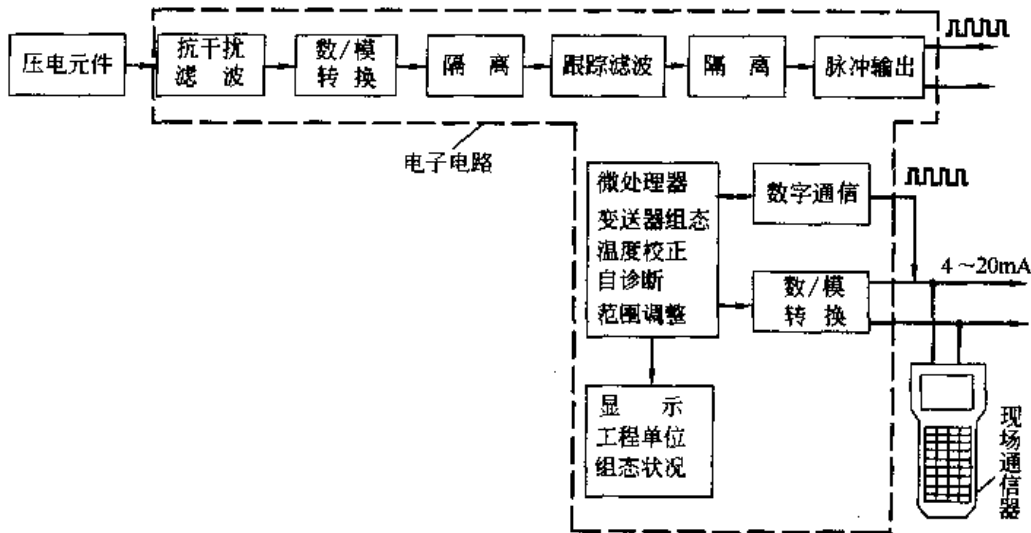 压电元件
抗干扰
滤 波
数/模
转 换
隔 离
跟踪滤波
隔 离
脉冲输出
电子电路
微处理器
变送器组态
温度校正
自诊断
范围调整
数字通信
数/模
转 换
4～20mA
显 示
工程单位
组态状况
现场通信器